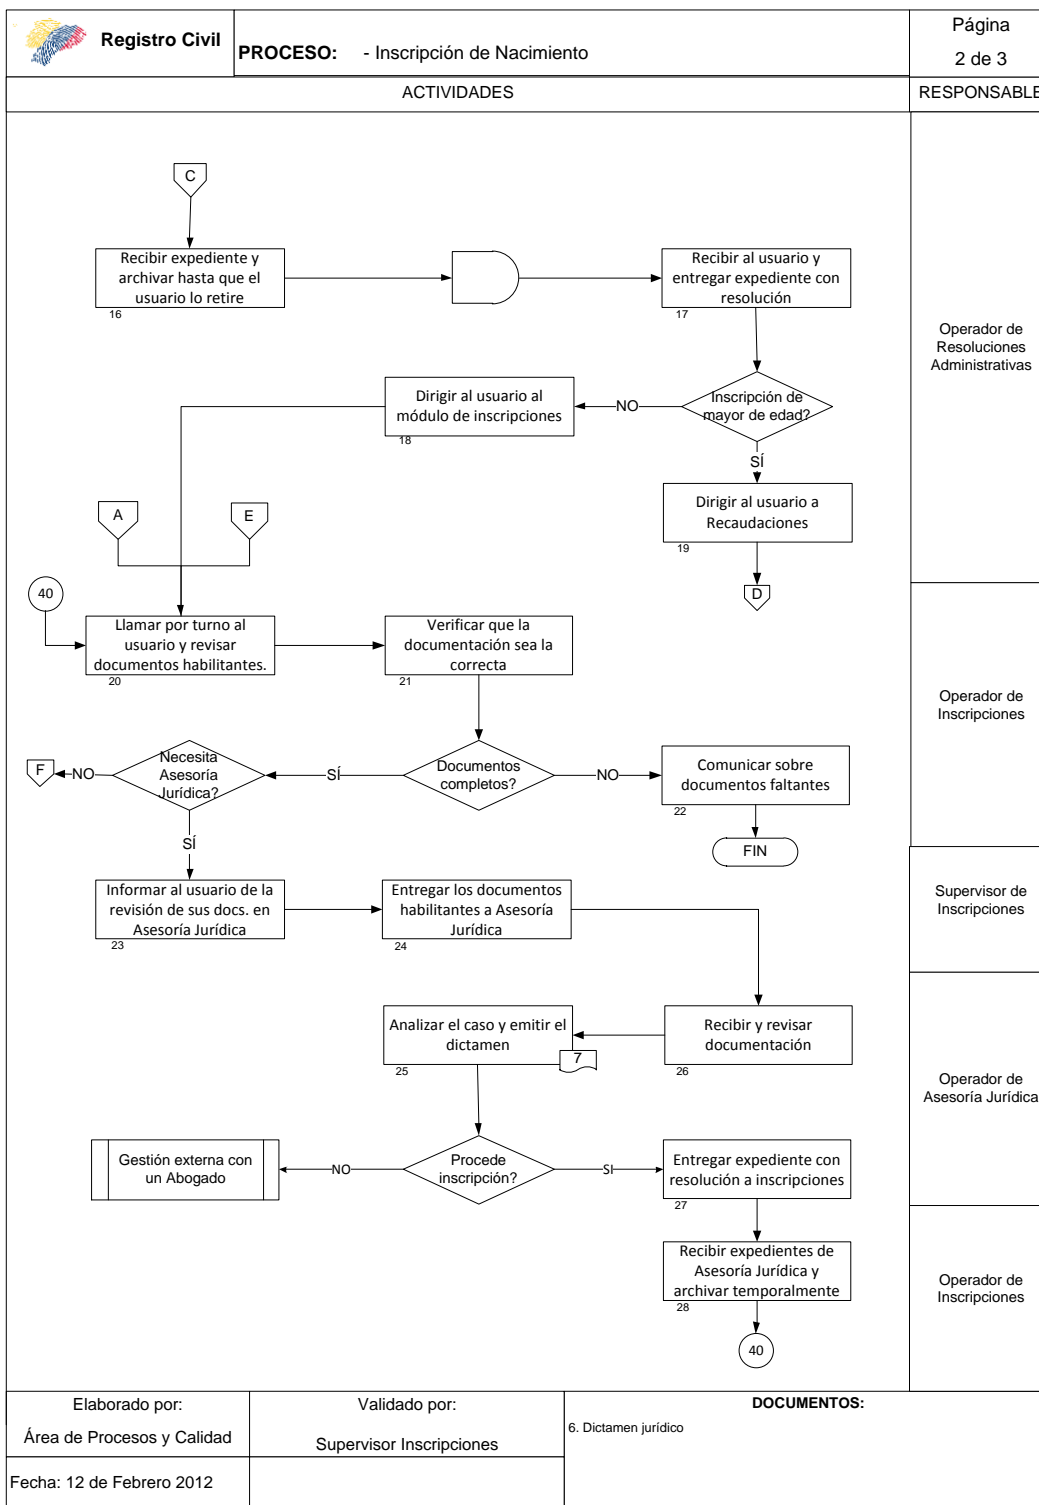 Registro Civil
PROCESO: - Inscripción de Nacimiento
Página
2 de 3
ACTIVIDADES
RESPONSABLE
C
Recibir expediente y
archivar hasta que el
usuario lo retire
16
Recibir al usuario y
entregar expediente con
resolución
17
Operador de
Resoluciones
Administrativas
Inscripción de
mayor de edad?
NO
Dirigir al usuario al
módulo de inscripciones
18
SÍ
Dirigir al usuario a
Recaudaciones
19
D
A
E
40
Llamar por turno al
usuario y revisar
documentos habilitantes.
20
Verificar que la
documentación sea la
correcta
21
Operador de
Inscripciones
Documentos
completos?
NO
Comunicar sobre
documentos faltantes
22
FIN
SÍ
Necesita
Asesoría
Jurídica?
NO
F
SÍ
Informar al usuario de la
revisión de sus docs. en
Asesoría Jurídica
23
Entregar los documentos
habilitantes a Asesoría
Jurídica
24
Supervisor de
Inscripciones
Recibir y revisar
documentación
26
Analizar el caso y emitir el
dictamen
25
7
Operador de
Asesoría Jurídica
Procede
inscripción?
NO
Gestión externa con
un Abogado
SI
Entregar expediente con
resolución a inscripciones
27
Recibir expedientes de
Asesoría Jurídica y
archivar temporalmente
28
40
Operador de
Inscripciones
Elaborado por:
Área de Procesos y Calidad
Fecha: 12 de Febrero 2012
Validado por:
Supervisor Inscripciones
DOCUMENTOS:
6. Dictamen jurídico